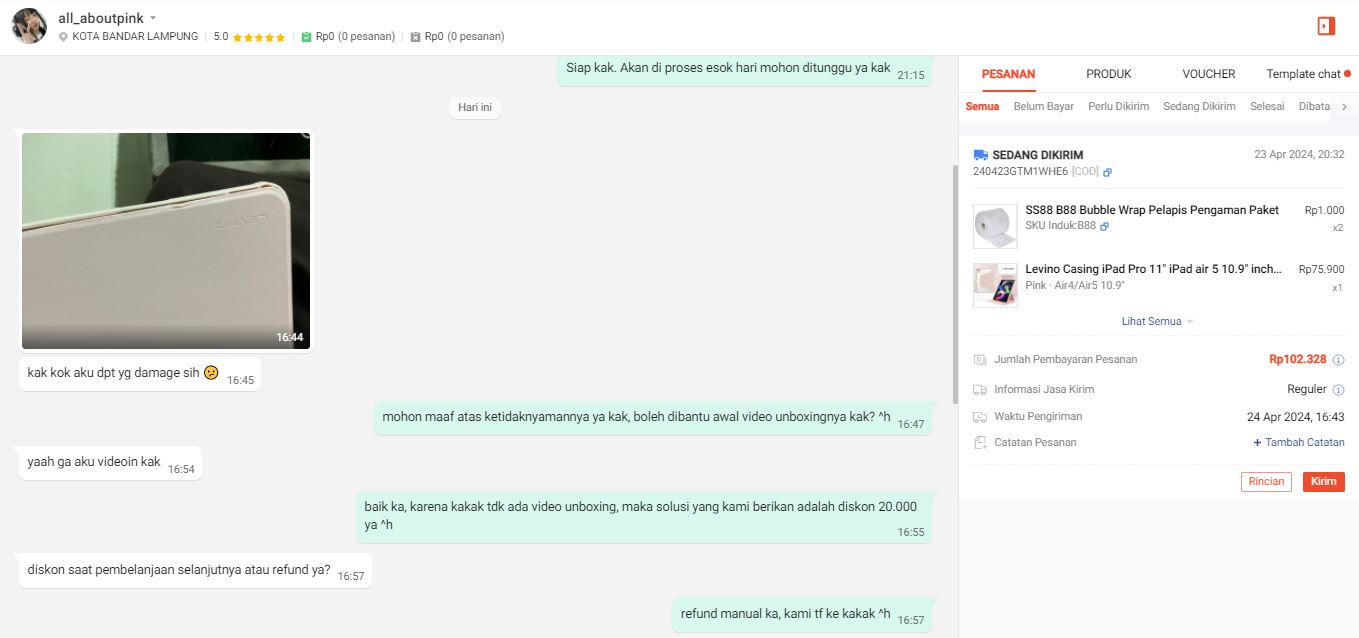 all_aboutpink
KOTA BANDAR LAMPUNG
5.0
Rp0 (0 pesanan)
Rp0 (0 pesanan)
Siap kak. Akan di proses esok hari mohon ditunggu ya kak
21:15
Hari ini
LEVINO
16:44
kak kok aku dpt yg damage sih 😕
16:45
mohon maaf atas ketidaknyamannya ya kak, boleh dibantu awal video unboxingnya kak? ^h
16:47
yaah ga aku videoin kak
16:54
baik ka, karena kakak tdk ada video unboxing, maka solusi yang kami berikan adalah diskon 20.000
ya ^h
16:55
diskon saat pembelanjaan selanjutnya atau refund ya?
16:57
refund manual ka, kami tf ke kakak ^h
16:57
PESANAN
PRODUK
VOUCHER
Template chat
Semua
Belum Bayar
Perlu Dikirim
Sedang Dikirim
Selesai
Dibata
SEDANG DIKIRIM
23 Apr 2024, 20:32
240423GTM1WHE6 [COD]
SS88 B88 Bubble Wrap Pelapis Pengaman Paket
Rp1.000
SKU Induk:B88
x2
Levino Casing iPad Pro 11" iPad air 5 10.9" inch...
Rp75.900
Pink · Air4/Air5 10.9"
x1
Lihat Semua
Jumlah Pembayaran Pesanan
Rp102.328
Informasi Jasa Kirim
Reguler
Waktu Pengiriman
24 Apr 2024, 16:43
Catatan Pesanan
+ Tambah Catatan
Rincian
Kirim